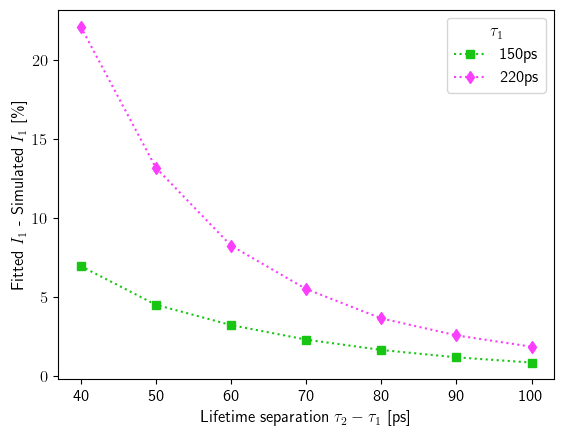 τ₁
150ps
220ps
Fitted I₁ - Simulated I₁ [%]
20
15
10
5
0
40 50 60 70 80 90 100
Lifetime separation τ₂ − τ₁ [ps]